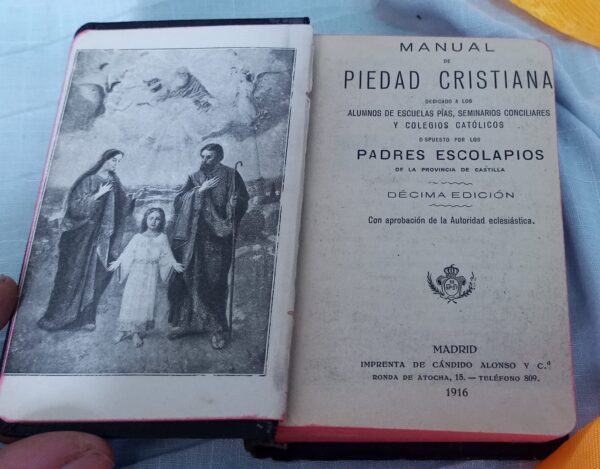 MANUAL
DE
PIEDAD CRISTIANA
DEDICADO A LOS
ALUMNOS DE ESCUELAS PÍAS, SEMINARIOS CONCILIARES
Y COLEGIOS CATÓLICOS
DISPUESTO POR LOS
PADRES ESCOLAPIOS
DE LA PROVINCIA DE CASTILLA
DÉCIMA EDICIÓN
Con aprobación de la Autoridad eclesiástica.
MADRID
IMPRENTA DE CÁNDIDO ALONSO Y C.ª
RONDA DE ATOCHA, 15. — TELÉFONO 809.
1916